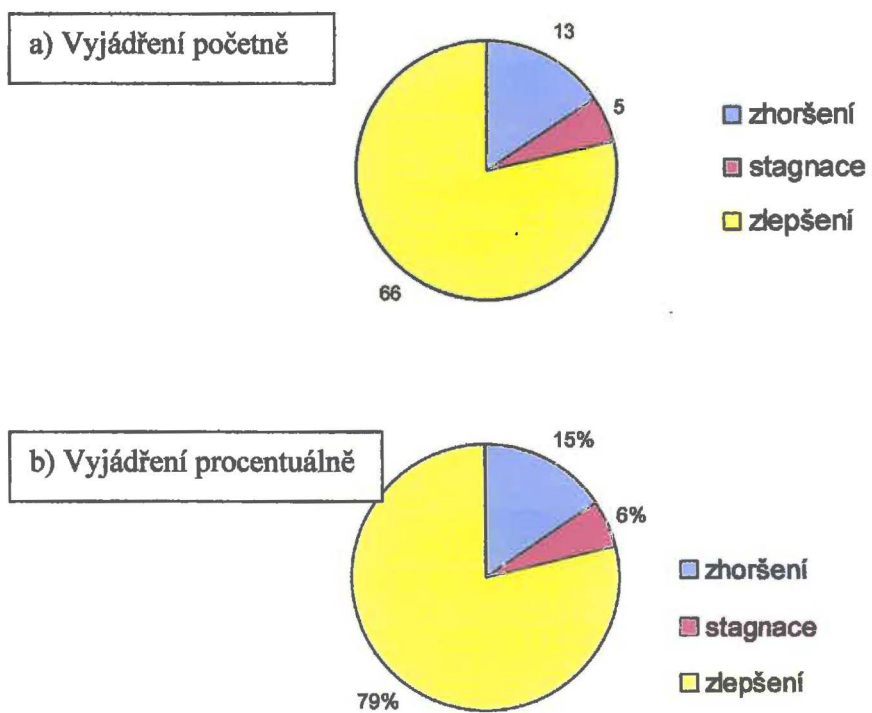 a) Vyjádření početně
13
5
66
zhoršení
stagnace
zlepšení
b) Vyjádření procentuálně
15%
6%
79%
zhoršení
stagnace
zlepšení